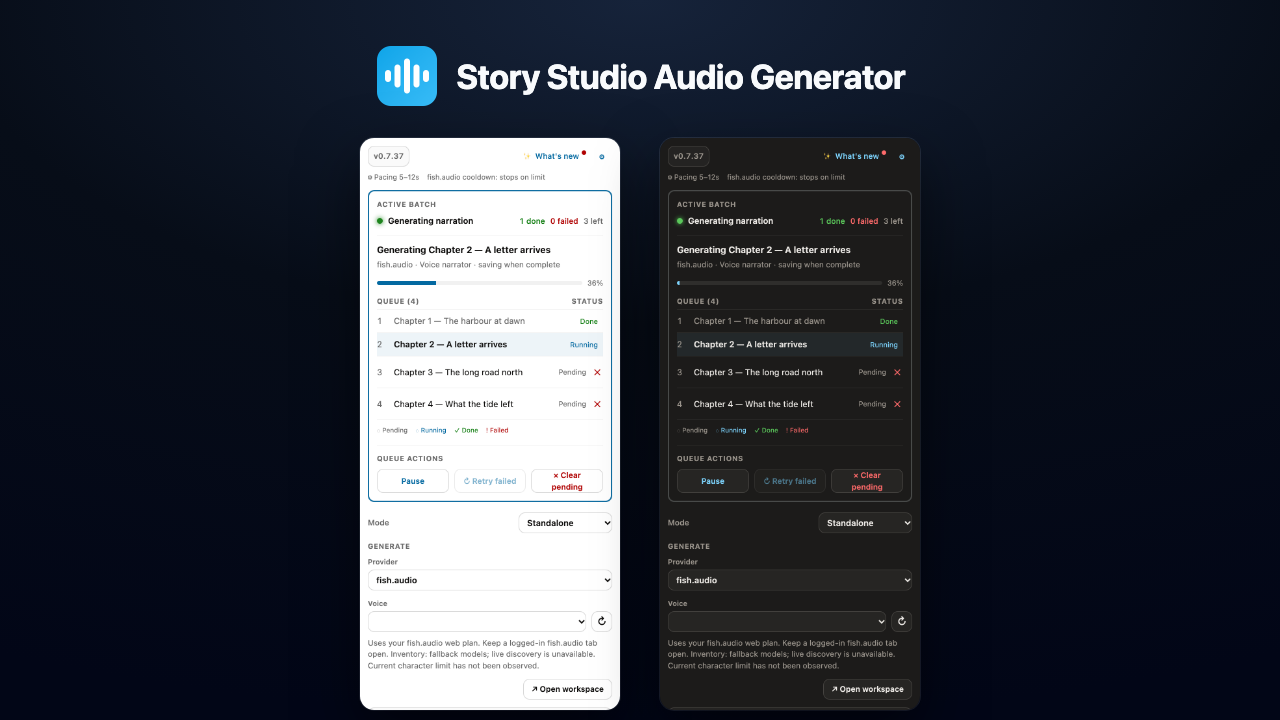 Story Studio Audio Generator
v0.7.37
✨ What's new
Pacing 5–12s fish.audio cooldown: stops on limit
ACTIVE BATCH
Generating narration 1 done 0 failed 3 left
Generating Chapter 2 — A letter arrives
fish.audio · Voice narrator · saving when complete
36%
QUEUE (4) STATUS
1 Chapter 1 — The harbour at dawn Done
2 Chapter 2 — A letter arrives Running
3 Chapter 3 — The long road north Pending ×
4 Chapter 4 — What the tide left Pending ×
Pending Running ✓ Done ! Failed
QUEUE ACTIONS
Pause ↻ Retry failed × Clear
pending
Mode Standalone
GENERATE
Provider
fish.audio
Voice
Uses your fish.audio web plan. Keep a logged-in fish.audio tab
open. Inventory: fallback models; live discovery is unavailable.
Current character limit has not been observed.
↗ Open workspace
v0.7.37
✨ What's new
Pacing 5–12s fish.audio cooldown: stops on limit
ACTIVE BATCH
Generating narration 1 done 0 failed 3 left
Generating Chapter 2 — A letter arrives
fish.audio · Voice narrator · saving when complete
36%
QUEUE (4) STATUS
1 Chapter 1 — The harbour at dawn Done
2 Chapter 2 — A letter arrives Running
3 Chapter 3 — The long road north Pending ×
4 Chapter 4 — What the tide left Pending ×
Pending Running ✓ Done ! Failed
QUEUE ACTIONS
Pause ↻ Retry failed × Clear
pending
Mode Standalone
GENERATE
Provider
fish.audio
Voice
Uses your fish.audio web plan. Keep a logged-in fish.audio tab
open. Inventory: fallback models; live discovery is unavailable.
Current character limit has not been observed.
↗ Open workspace